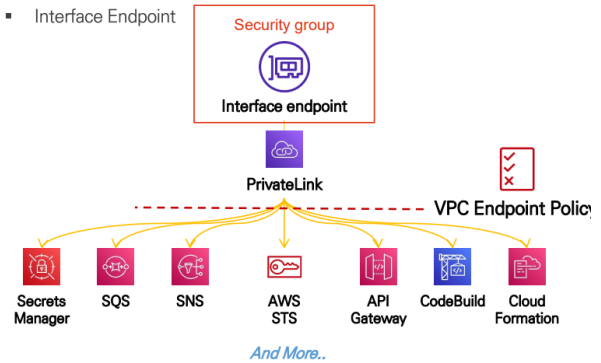 ▪ Interface Endpoint
Security group
Interface endpoint
PrivateLink
VPC Endpoint Policy
Secrets
Manager
SQS
SNS
AWS
STS
API
Gateway
CodeBuild
Cloud
Formation
And More..